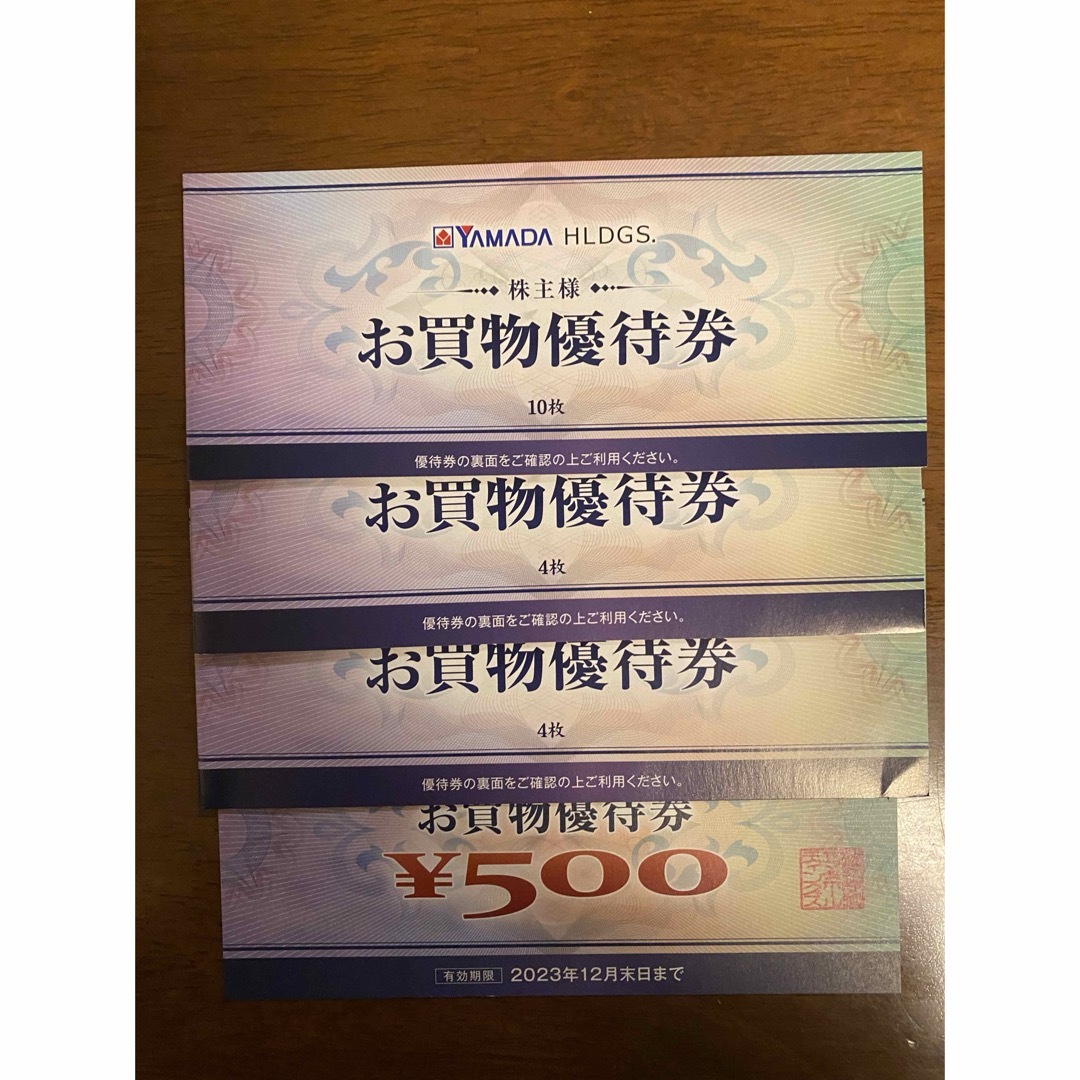 YAMADA HLDGS.
株主様
お買物優待券
10枚
優待券の裏面をご確認の上ご利用ください。
お買物優待券
4枚
優待券の裏面をご確認の上ご利用ください。
お買物優待券
4枚
優待券の裏面をご確認の上ご利用ください。
お買物優待券
¥500
有効期限 2023年12月末日まで